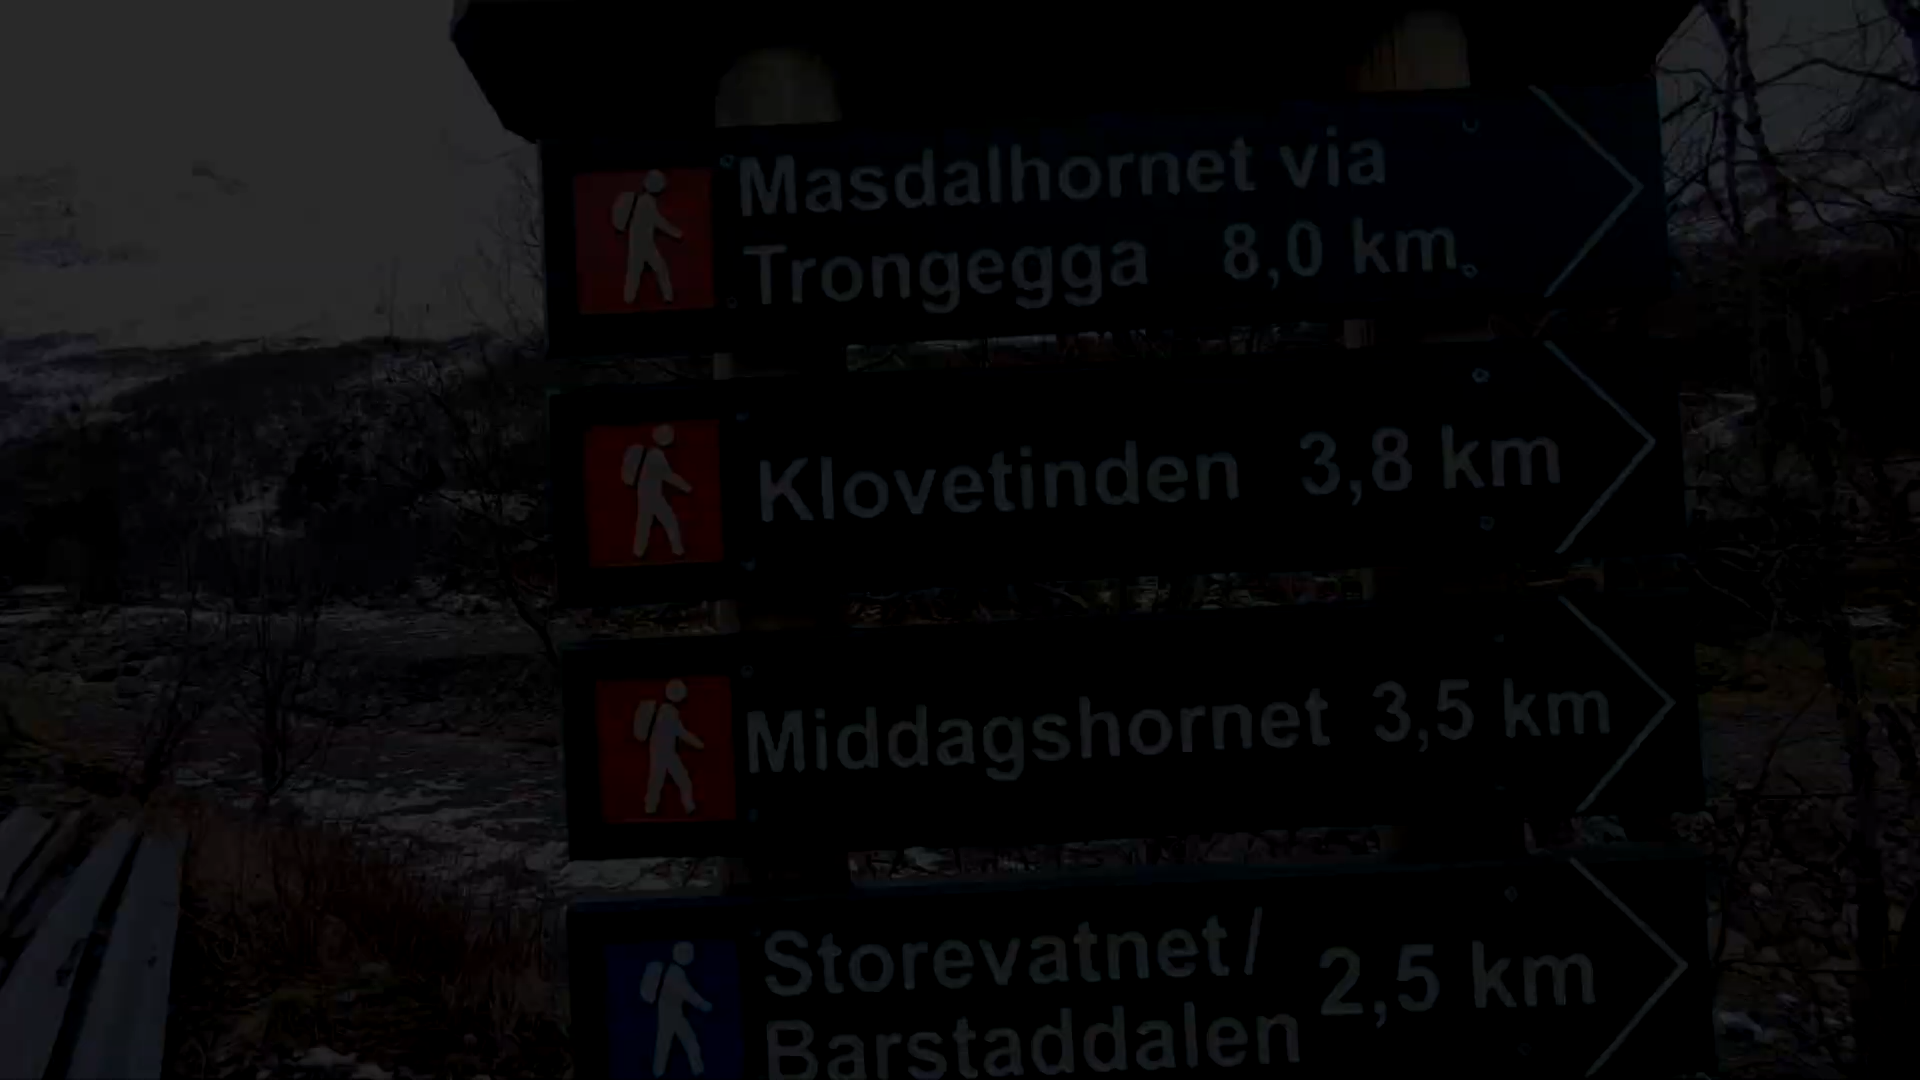 Masdalhornet via
Trongegga 8,0 km
Klovetinden 3,8 km
Middagshornet 3,5 km
Storevatnet/
Barstaddalen 2,5 km